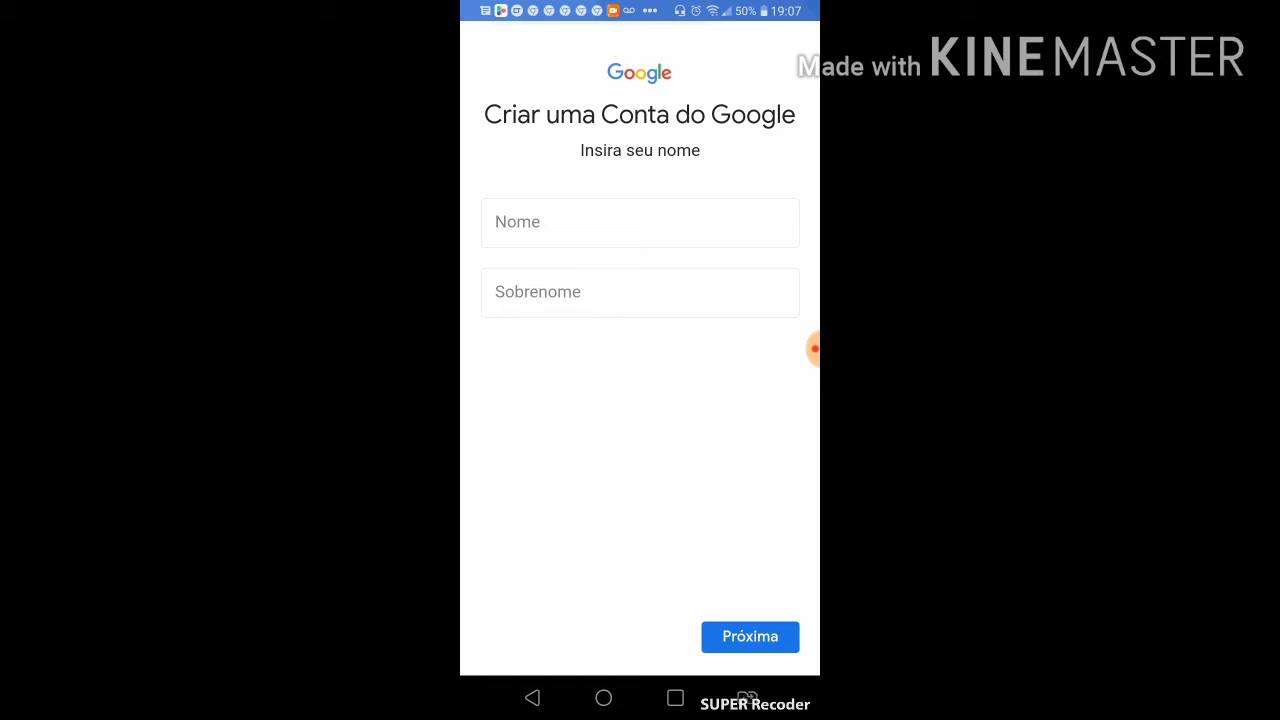 50% 19:07
Made with KINEMASTER
Google
Criar uma Conta do Google
Insira seu nome
Nome
Sobrenome
Próxima
SUPER Recoder